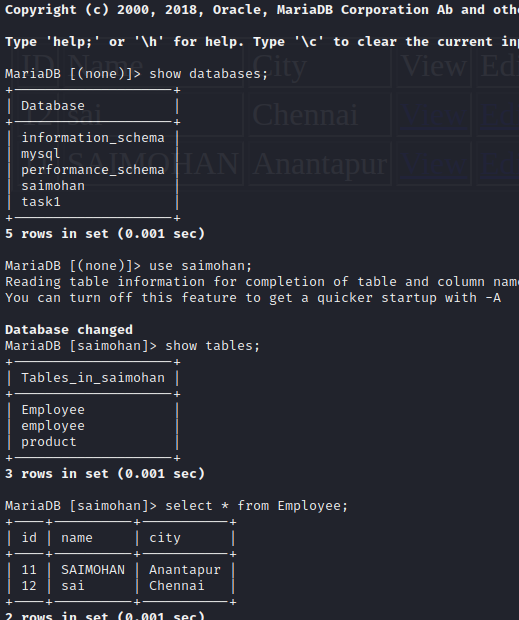 Copyright (c) 2000, 2018, Oracle, MariaDB Corporation Ab and oth
Type 'help;' or '\h' for help. Type '\c' to clear the current in
MariaDB [(none)]> show databases;
| Database |
| information_schema |
| mysql |
| performance_schema |
| saimohan |
| task1 |
5 rows in set (0.001 sec)
MariaDB [(none)]> use saimohan;
Reading table information for completion of table and column nam
You can turn off this feature to get a quicker startup with -A
Database changed
MariaDB [saimohan]> show tables;
| Tables_in_saimohan |
| Employee |
| employee |
| product |
3 rows in set (0.001 sec)
MariaDB [saimohan]> select * from Employee;
| id | name | city |
| 11 | SAIMOHAN | Anantapur |
| 12 | sai | Chennai |
2 rows in set (0.001 sec)
ID Name City View Edi
12 sai Chennai View Ed
SAIMOHAN Anantapur View Ed